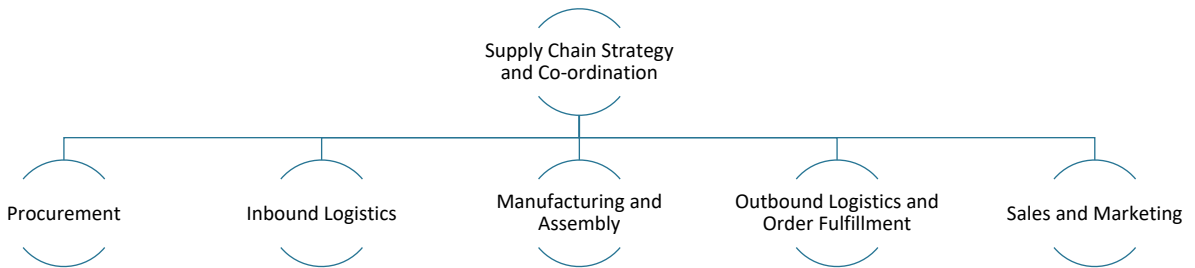 Supply Chain Strategy
and Co-ordination
Procurement
Inbound Logistics
Manufacturing and
Assembly
Outbound Logistics and
Order Fulfillment
Sales and Marketing